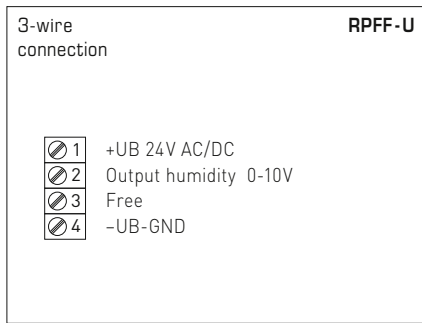 3-wire RPFF-U
connection
1 +UB 24V AC/DC
2 Output humidity 0-10V
3 Free
4 –UB-GND